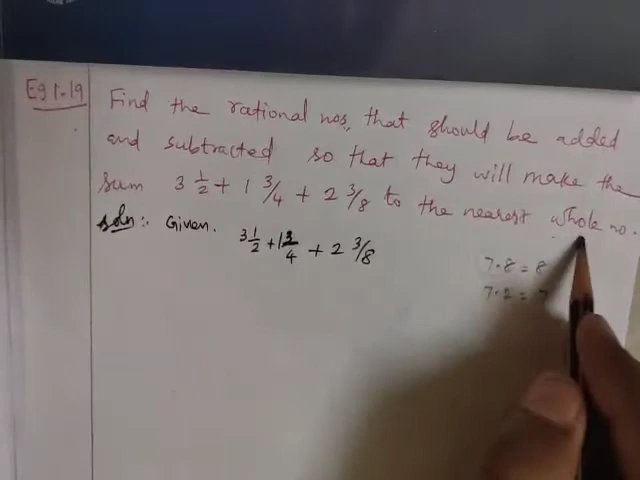 Eg 1.19
Find the rational nos, that should be added
and subtracted so that they will make the
sum 3 1/2 + 1 3/4 + 2 3/8 to the nearest whole no.
soln:- Given. 3 1/2 + 1 3/4 + 2 3/8
7.8 = 8
7.2 = 7